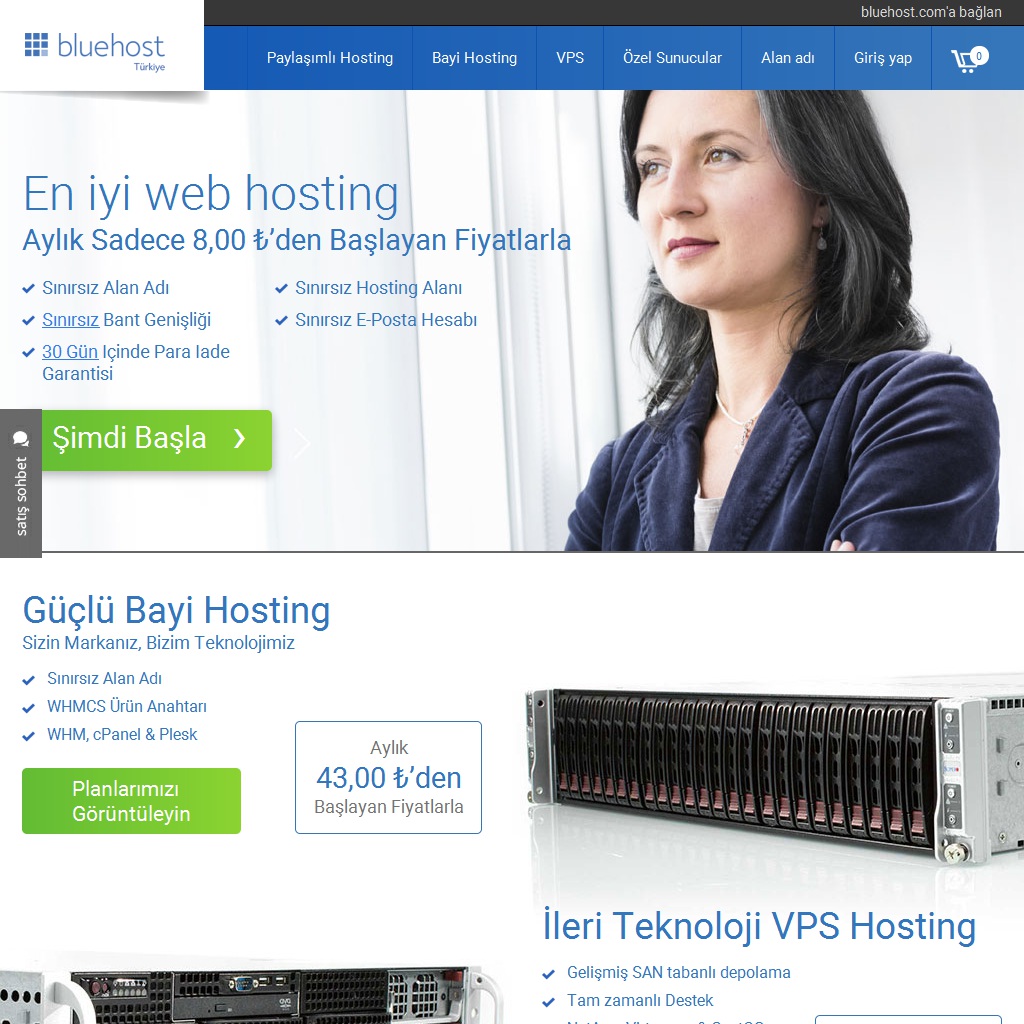 bluehost.com'a bağlan
bluehost
Türkiye
Paylaşımlı Hosting
Bayi Hosting
VPS
Özel Sunucular
Alan adı
Giriş yap
0
En iyi web hosting
Aylık Sadece 8,00 ₺’den Başlayan Fiyatlarla
Sınırsız Alan Adı
Sınırsız Hosting Alanı
Sınırsız Bant Genişliği
Sınırsız E-Posta Hesabı
30 Gün Içinde Para Iade
Garantisi
Şimdi Başla
satış sohbet
Güçlü Bayi Hosting
Sizin Markanız, Bizim Teknolojimiz
Sınırsız Alan Adı
WHMCS Ürün Anahtarı
WHM, cPanel & Plesk
Planlarımızı
Görüntüleyin
Aylık
43,00 ₺’den
Başlayan Fiyatlarla
İleri Teknoloji VPS Hosting
Gelişmiş SAN tabanlı depolama
Tam zamanlı Destek